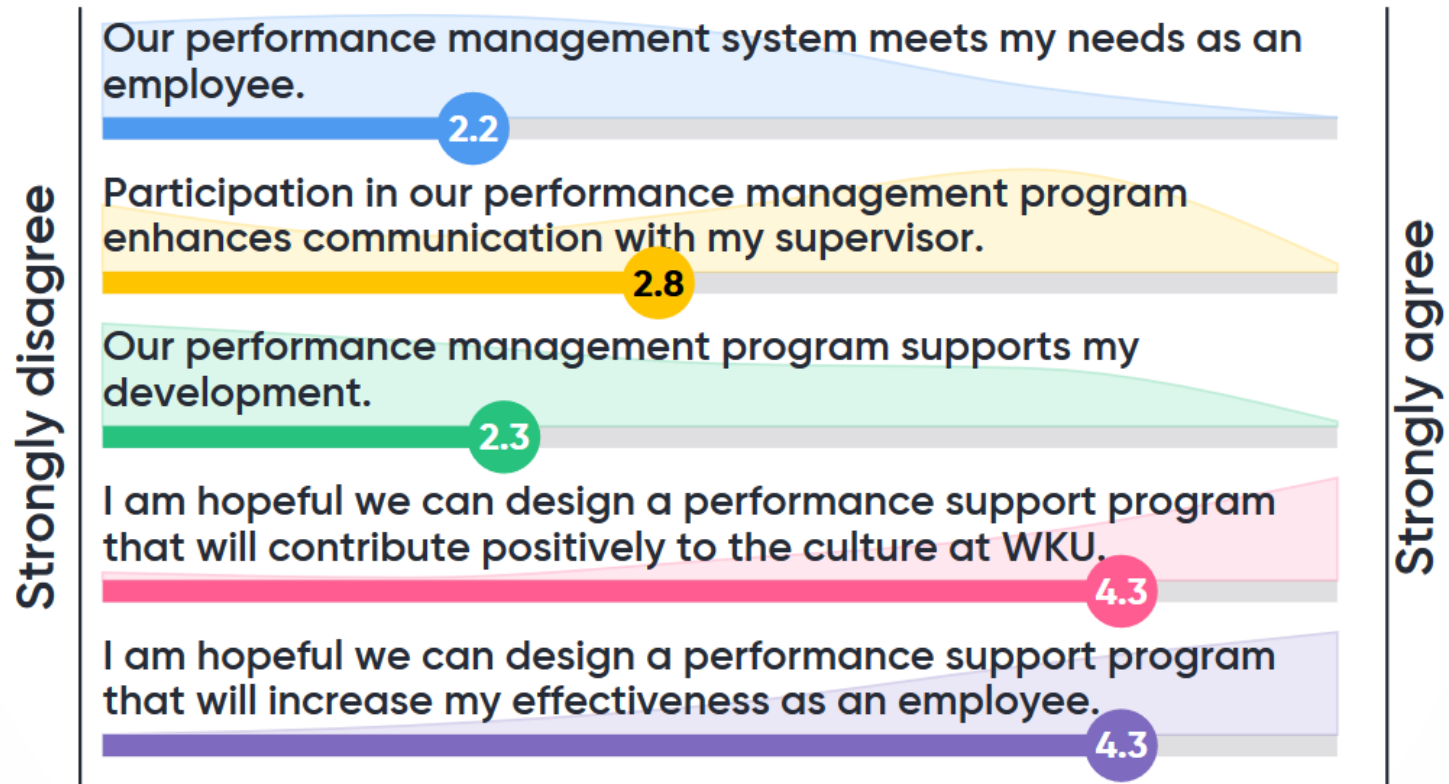 Strongly disagree
Our performance management system meets my needs as an
employee.
2.2
Participation in our performance management program
enhances communication with my supervisor.
2.8
Our performance management program supports my
development.
2.3
I am hopeful we can design a performance support program
that will contribute positively to the culture at WKU.
4.3
I am hopeful we can design a performance support program
that will increase my effectiveness as an employee.
4.3
Strongly agree